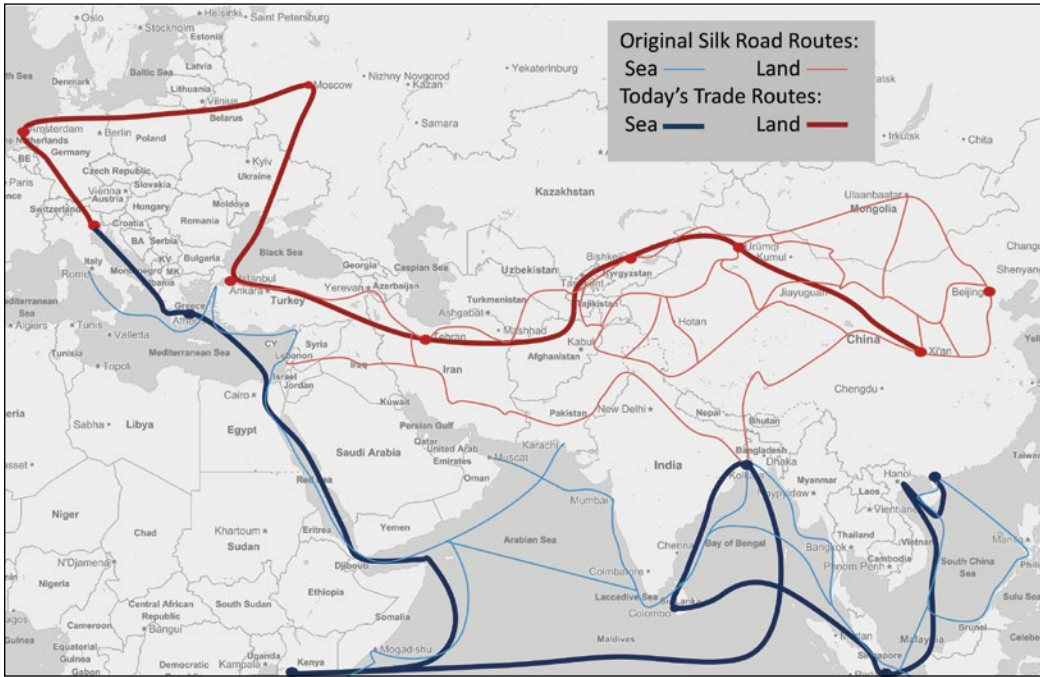 Original Silk Road Routes:
Sea Land
Today's Trade Routes:
Sea Land
Oslo
Helsinki
Saint Petersburg
Stockholm
Estonia
Baltic Sea
Latvia
Denmark
Lithuania
Moscow
Nizhny Novgorod
Kazan
Yekaterinburg
Vilnius
Belarus
Amsterdam
Netherlands
Berlin
Poland
Samara
Irkutsk
Chita
Germany
BE
Kyiv
Ukraine
Paris
Czech Republic
Slovakia
Vienna
Austria
Hungary
Moldova
Kazakhstan
Ulaanbaatar
Mongolia
Switzerland
Croatia
Romania
BA
Serbia
Italy
KV
Bulgaria
Black Sea
Georgia
Caspian Sea
Uzbekistan
Bishkek
Kyrgyzstan
Ürümqi
Kumul
Shenyang
Rome
MK
Istanbul
Ankara
Turkey
Yerevan
Azerbaijan
Turkmenistan
Tashkent
Tajikistan
Jiayuguan
Beijing
Greece
Ashgabat
Algiers
Tunis
Valletta
Tehran
Mashhad
Hotan
Tunisia
Mediterranean Sea
CY
Syria
Lebanon
Iraq
Iran
Kabul
Afghanistan
China
Xi'an
Tripoli
Israel
Jordan
Cairo
Kuwait
Pakistan
New Delhi
Nepal
Bhutan
Chengdu
Sabha
Libya
Egypt
Persian Gulf
Qatar
United Arab
Emirates
Karachi
Bangladesh
Dhaka
Saudi Arabia
Muscat
India
Kolkata
Myanmar
Hanoi
Red Sea
Oman
Mumbai
Naypyidaw
Laos
Vientiane
Niger
Chad
Khartoum
Sudan
Eritrea
Yemen
Arabian Sea
Bay of Bengal
Thailand
Vietnam
Manila
N'Djamena
Djibouti
Chennai
Bangkok
Cambodia
Phnom Penh
South China
Sea
Nigeria
Ethiopia
Coimbatore
Laccadive Sea
Sri Lanka
Colombo
Sulu Sea
Central African
Republic
South Sudan
Somalia
Cameroon
Bangui
Maldives
Medan
Malaysia
Brunei
Equatorial
Guinea
Uganda
Mogadishu
Singapore
Gabon
Democratic
Kampala
Kenya